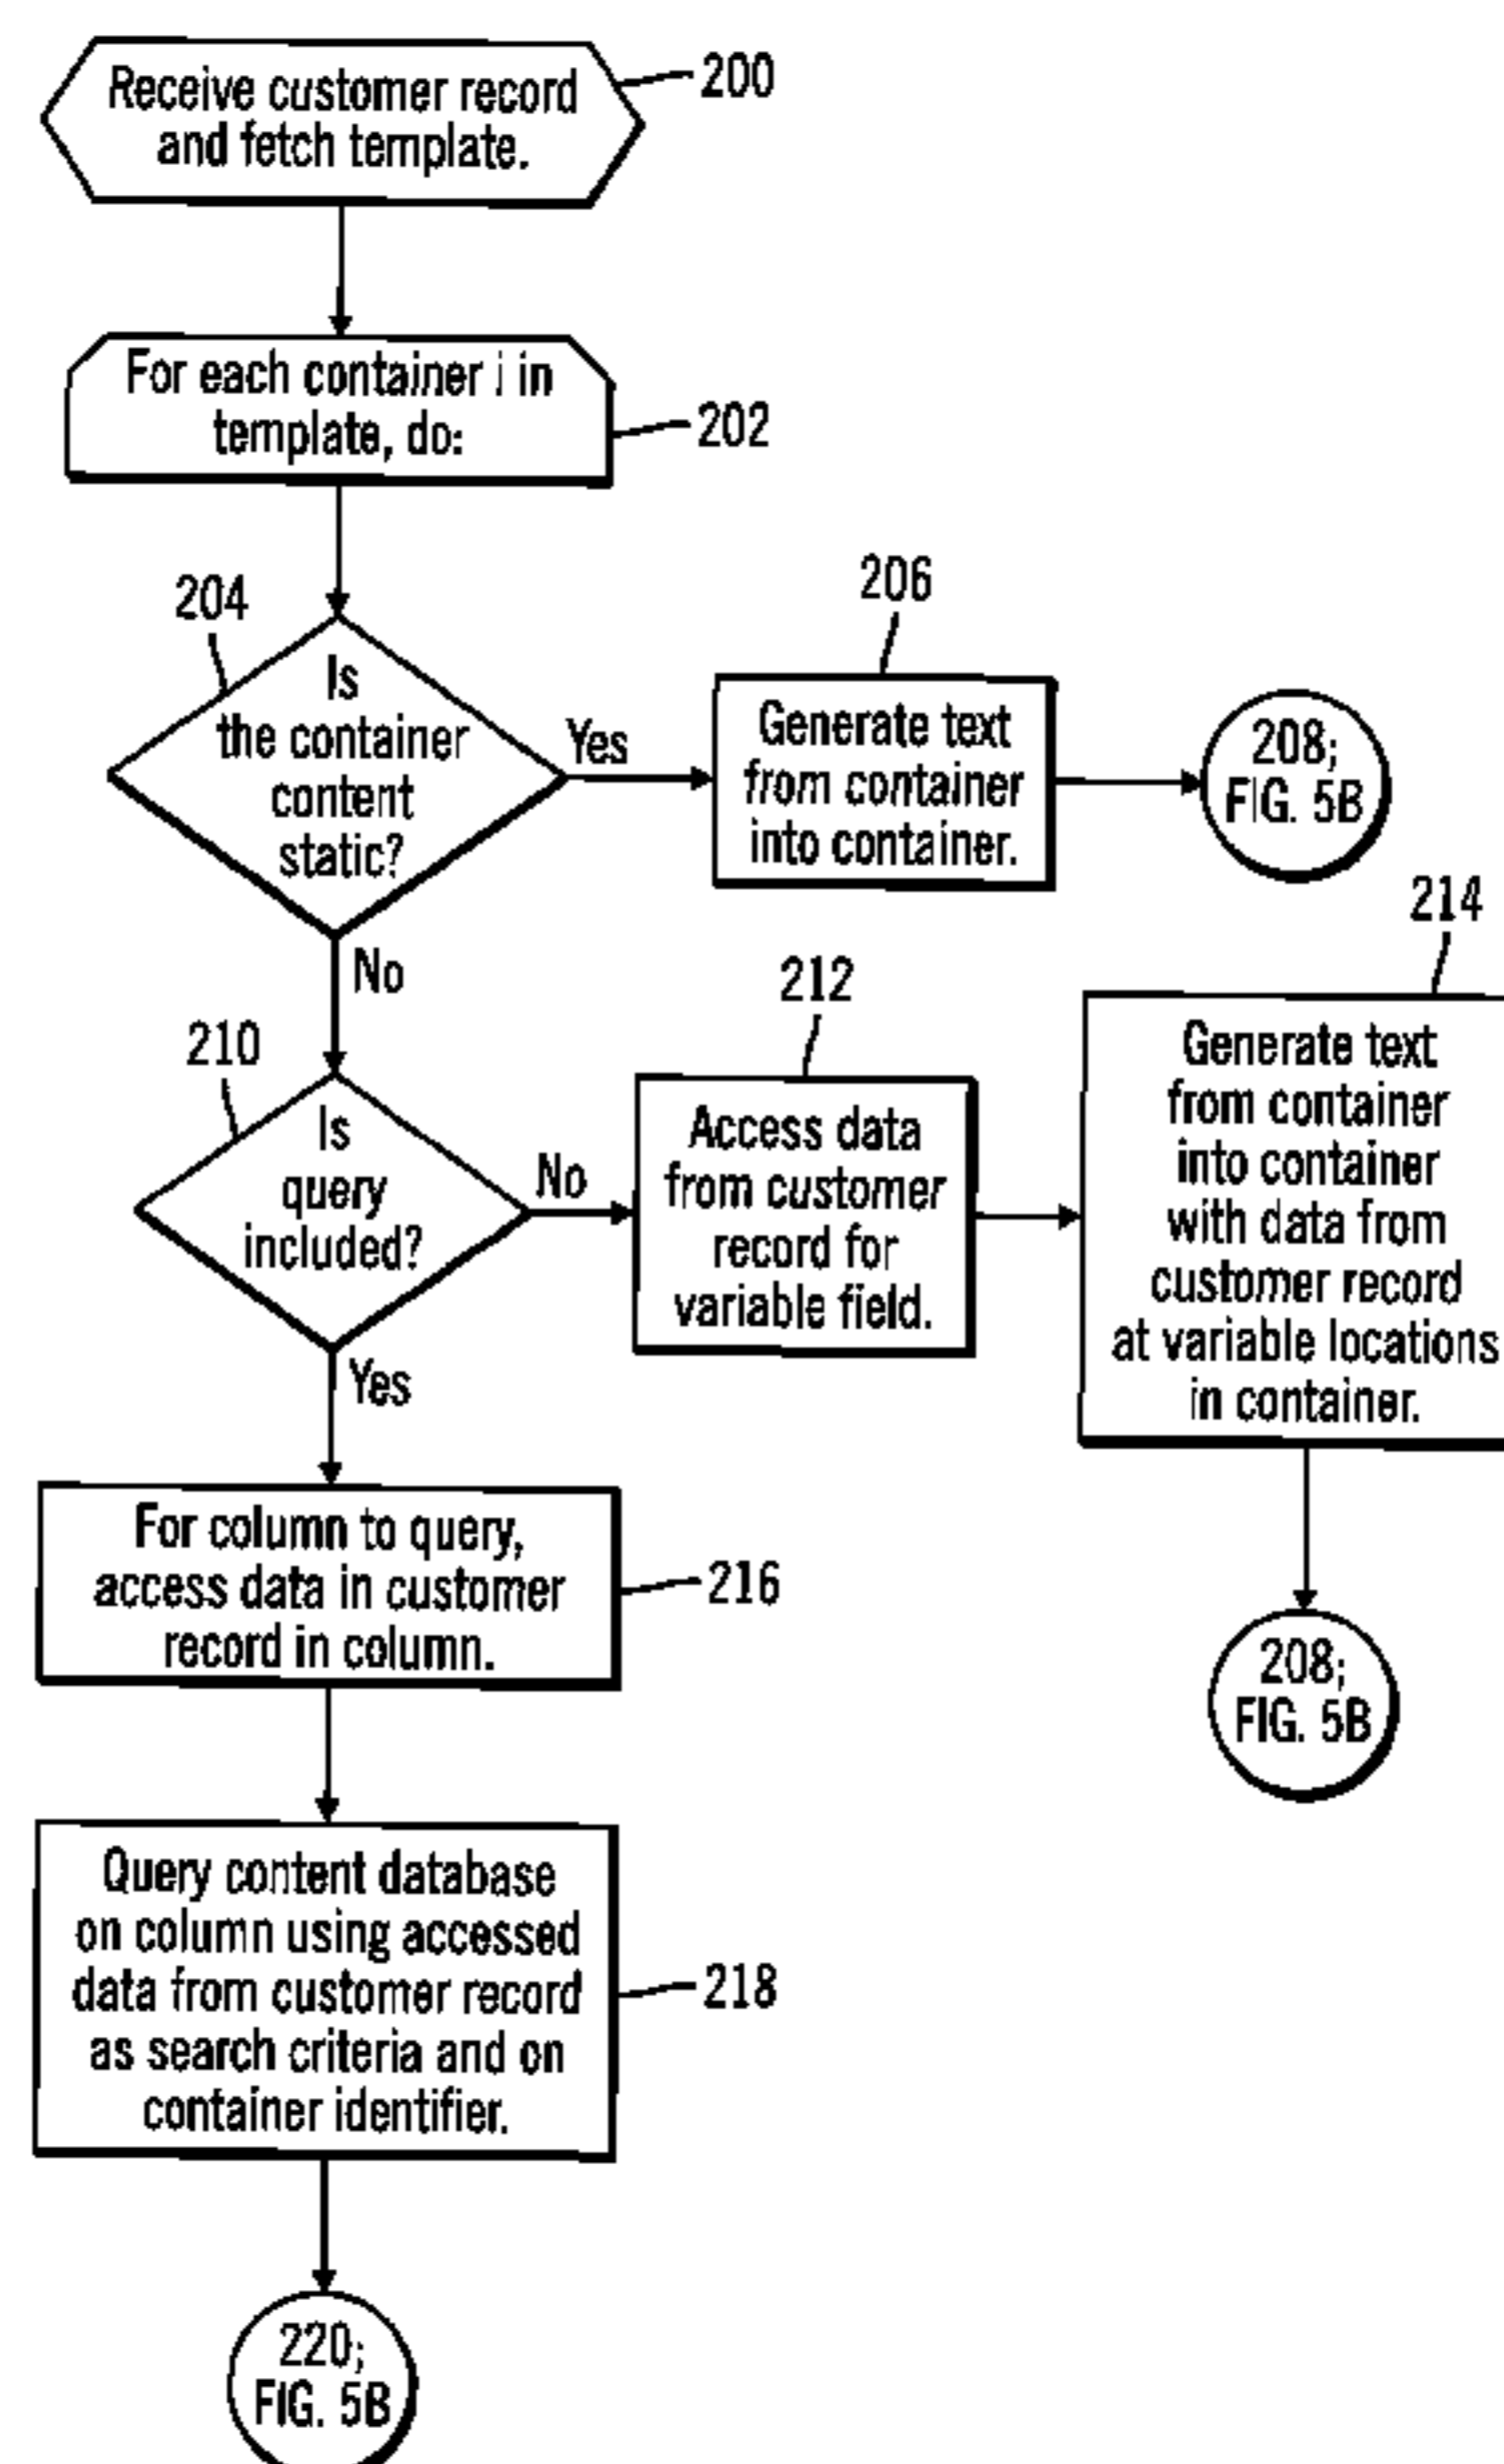 Receive customer record
and fetch template.
200
For each container i in
template, do:
202
204
Is
the container
content
static?
Yes
206
Generate text
from container
into container.
208;
FIG. 5B
No
210
Is
query
included?
No
212
Access data
from customer
record for
variable field.
214
Generate text
from container
into container
with data from
customer record
at variable locations
in container.
208;
FIG. 5B
Yes
For column to query,
access data in customer
record in column.
216
Query content database
on column using accessed
data from customer record
as search criteria and on
container identifier.
218
220;
FIG. 5B